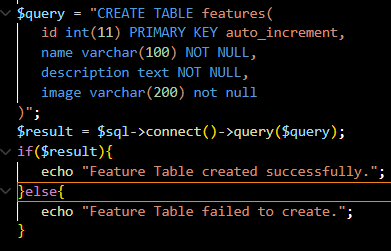 $query = "CREATE TABLE features(
id int(11) PRIMARY KEY auto_increment,
name varchar(100) NOT NULL,
description text NOT NULL,
image varchar(200) not null
)";
$result = $sql->connect()->query($query);
if($result){
echo "Feature Table created successfully.";
}else{
echo "Feature Table failed to create.";
}